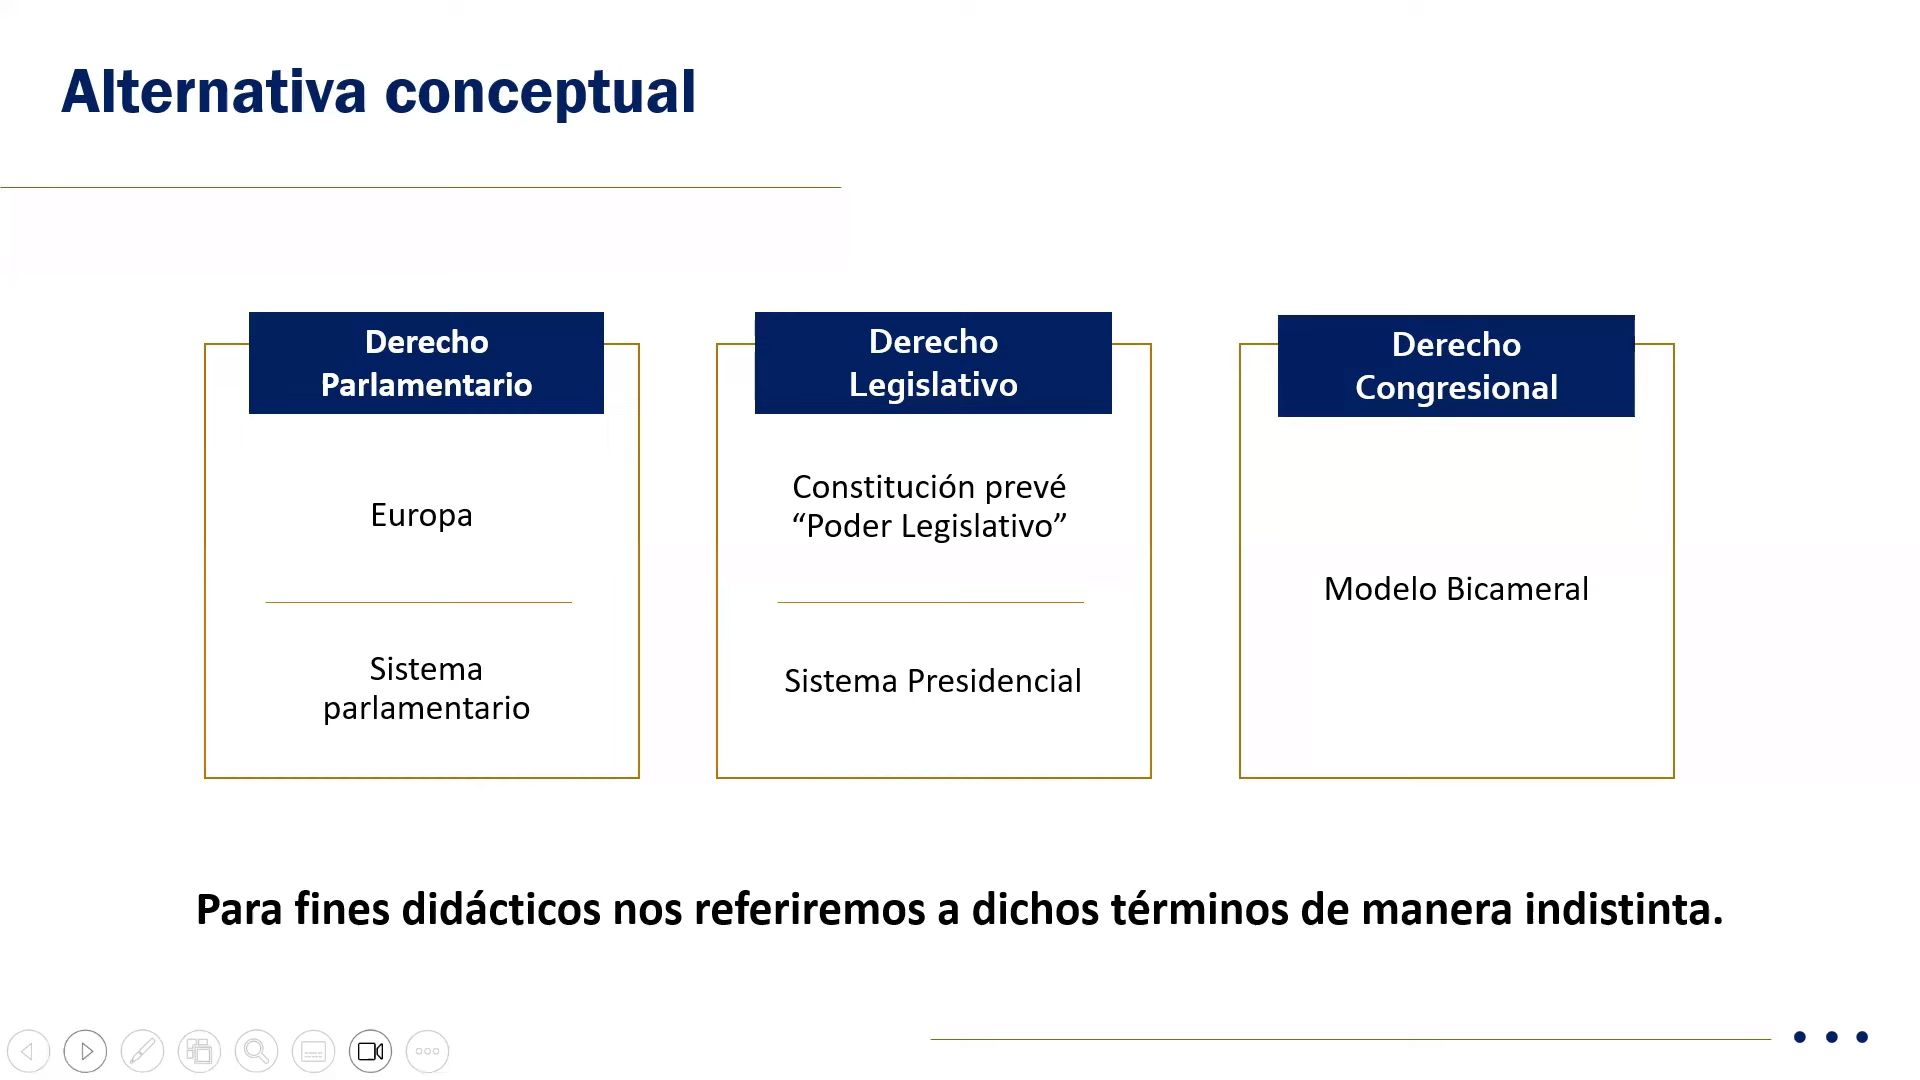 Alternativa conceptual
Derecho
Parlamentario
Europa
Sistema
parlamentario
Derecho
Legislativo
Constitución prevé
“Poder Legislativo”
Sistema Presidencial
Derecho
Congresional
Modelo Bicameral
Para fines didácticos nos referiremos a dichos términos de manera indistinta.